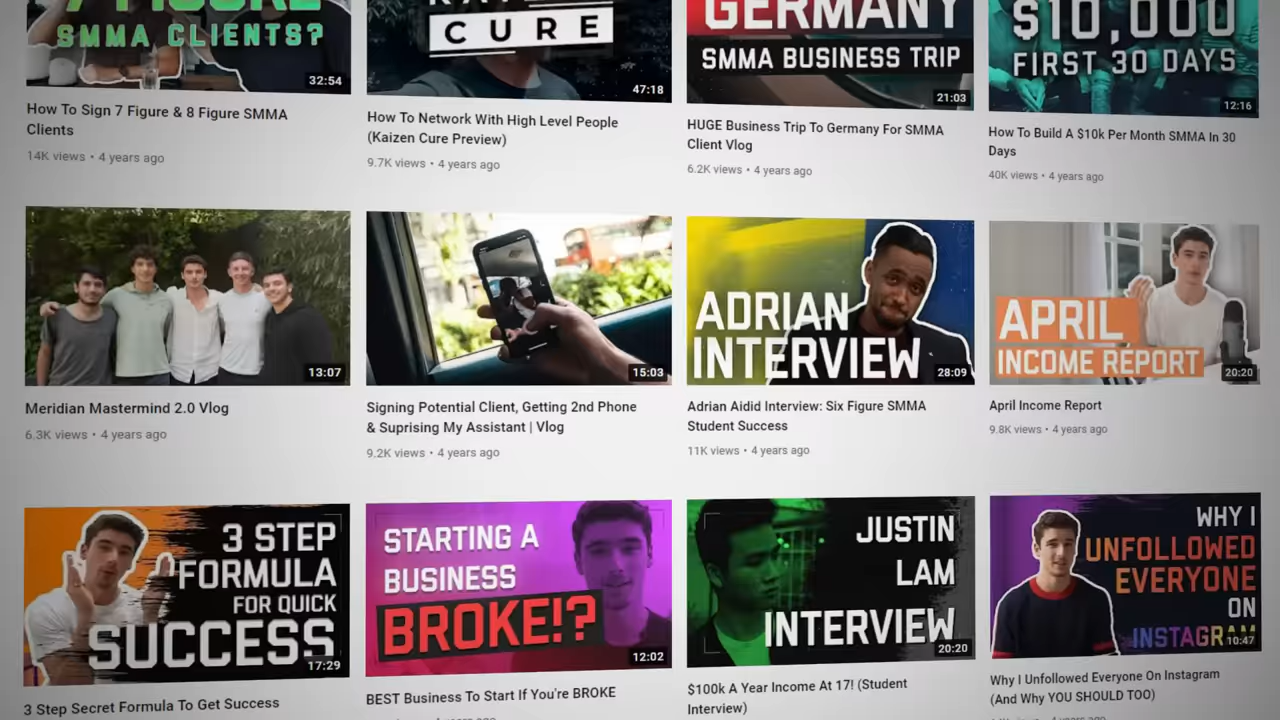 7 FIGURE
SMMA CLIENTS?
32:54
CURE
47:18
GERMANY
SMMA BUSINESS TRIP
21:03
$10,000
FIRST 30 DAYS
12:16
How To Sign 7 Figure & 8 Figure SMMA
Clients
14K views • 4 years ago
How To Network With High Level People
(Kaizen Cure Preview)
9.7K views • 4 years ago
HUGE Business Trip To Germany For SMMA
Client Vlog
6.2K views • 4 years ago
How To Build A $10k Per Month SMMA In 30
Days
40K views • 4 years ago
13:07
15:03
ADRIAN
INTERVIEW
28:09
APRIL
INCOME REPORT
20:20
Meridian Mastermind 2.0 Vlog
6.3K views • 4 years ago
Signing Potential Client, Getting 2nd Phone
& Suprising My Assistant | Vlog
9.2K views • 4 years ago
Adrian Aidid Interview: Six Figure SMMA
Student Success
11K views • 4 years ago
April Income Report
9.8K views • 4 years ago
3 STEP
FORMULA
FOR QUICK
SUCCESS
17:29
STARTING A
BUSINESS
BROKE!?
12:02
JUSTIN
LAM
INTERVIEW
20:20
WHY I
UNFOLLOWED
EVERYONE
ON
INSTAGRAM
10:47
3 Step Secret Formula To Get Success
BEST Business To Start If You're BROKE
$100k A Year Income At 17! (Student
Interview)
Why I Unfollowed Everyone On Instagram
(And Why YOU SHOULD TOO)